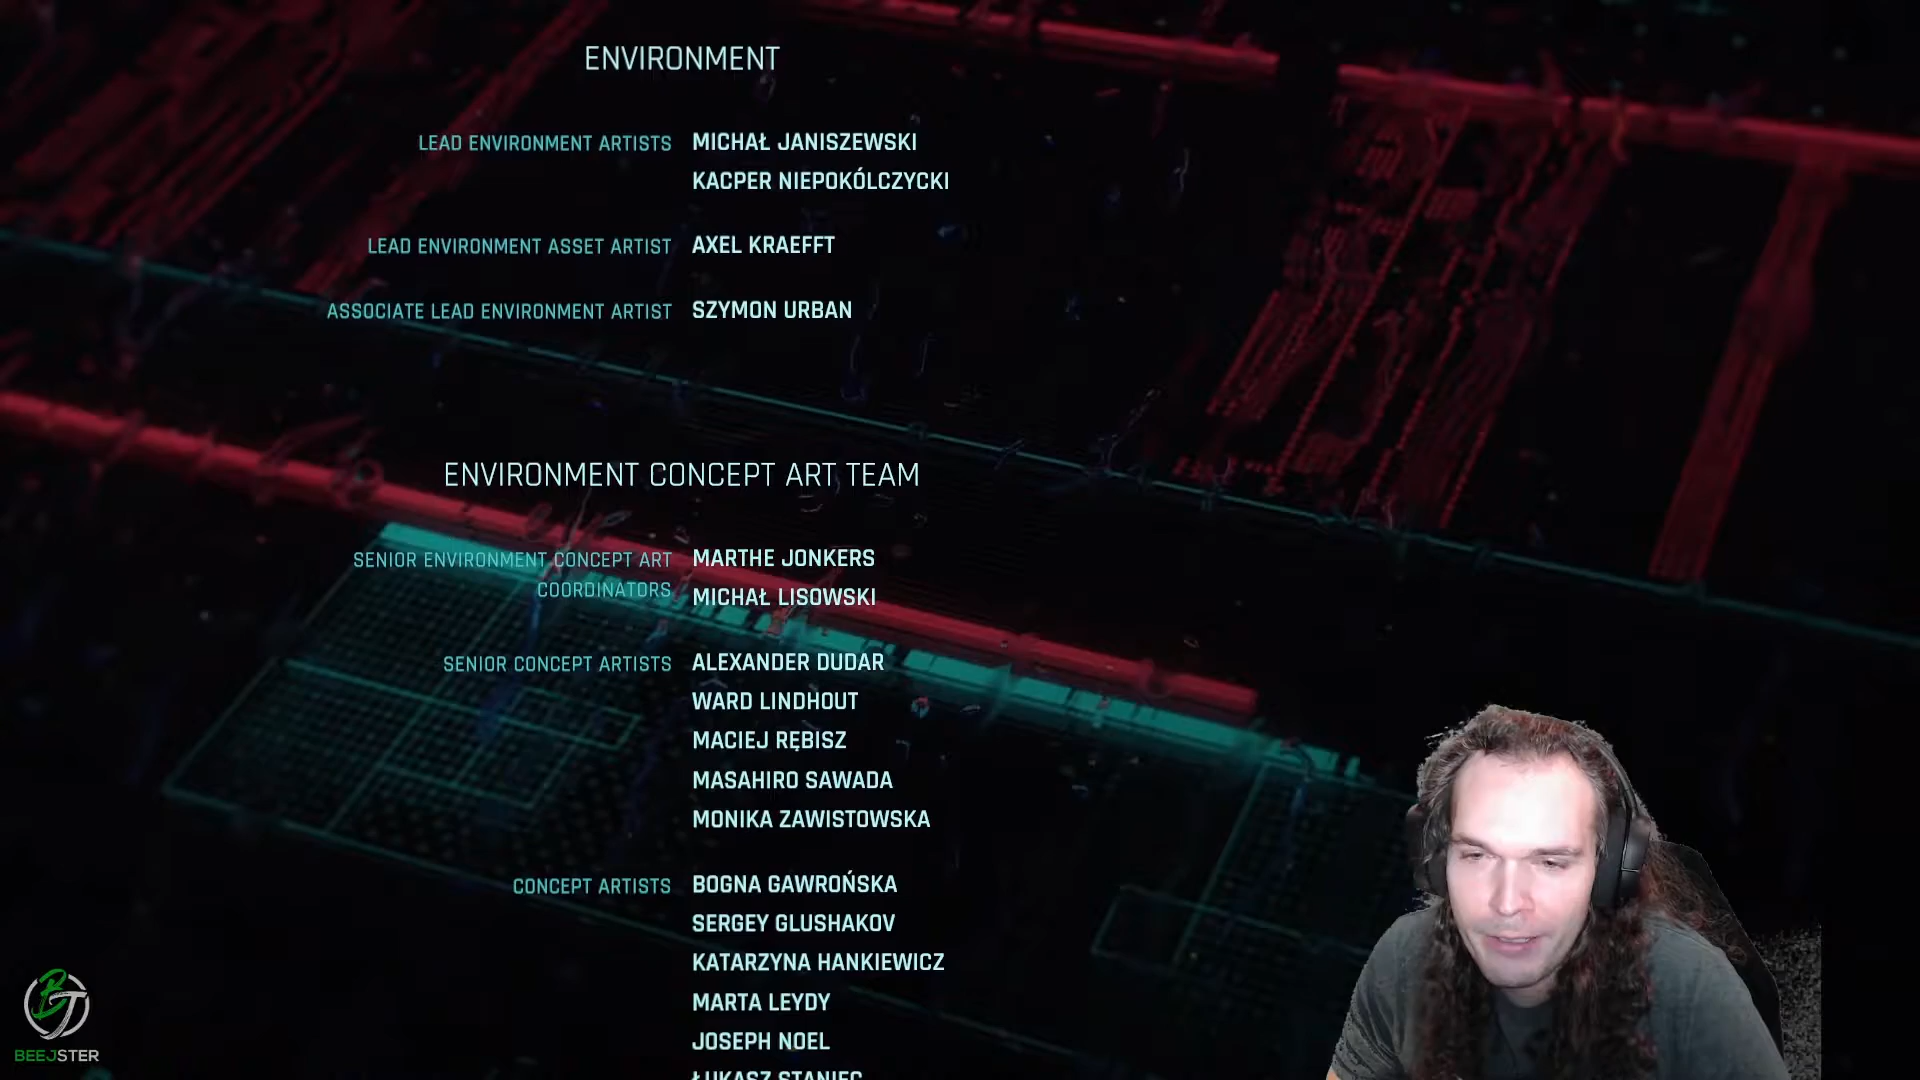 ENVIRONMENT
LEAD ENVIRONMENT ARTISTS MICHAŁ JANISZEWSKI
KACPER NIEPOKÓLCZYCKI
LEAD ENVIRONMENT ASSET ARTIST AXEL KRAEFFT
ASSOCIATE LEAD ENVIRONMENT ARTIST SZYMON URBAN
ENVIRONMENT CONCEPT ART TEAM
SENIOR ENVIRONMENT CONCEPT ART MARTHE JONKERS
COORDINATORS MICHAŁ LISOWSKI
SENIOR CONCEPT ARTISTS ALEXANDER DUDAR
WARD LINDHOUT
MACIEJ RĘBISZ
MASAHIRO SAWADA
MONIKA ZAWISTOWSKA
CONCEPT ARTISTS BOGNA GAWROŃSKA
SERGEY GLUSHAKOV
KATARZYNA HANKIEWICZ
MARTA LEYDY
JOSEPH NOEL
ŁUKASZ STANIEC
BJ
BEEJSTER